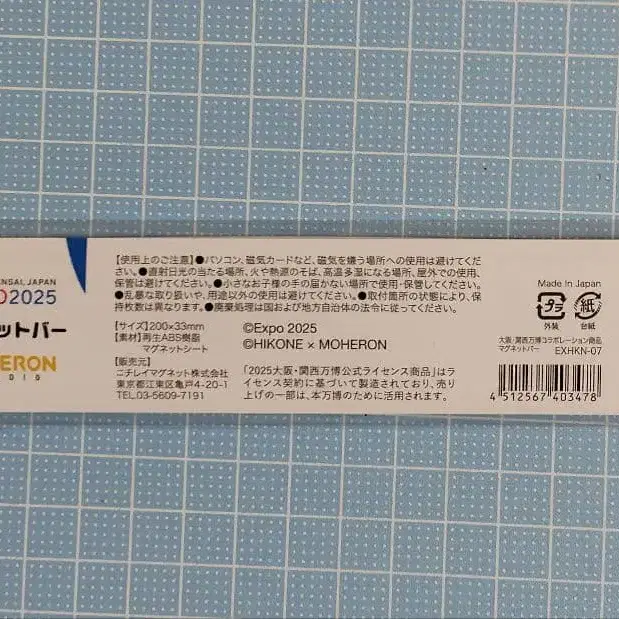 ENSAI, JAPAN
2025
ネットバー
HERON
DIO
【使用上のご注意】●パソコン、磁気カードなど、磁気を嫌う場所への使用は避けてくだ
さい。●直射日光の当たる場所、火や熱源のそば、高温多湿になる場所、屋外での使用、
保管は避けてください。●小さなお子様の手の届かない場所で使用・保管してください。
●乱暴な取り扱いや、用途以外の使用は避けてください。●取付箇所の状態により、保
持枚数は異なります。●廃棄処理は国および地方自治体の法令に従ってください。
【サイズ】200×33mm
【素材】再生ABS樹脂
マグネットシート
【販売元】
ニチレイマグネット株式会社
東京都江東区亀戸4-20-1
TEL.03-5609-7191
©Expo 2025
©HIKONE × MOHERON
「2025大阪・関西万博公式ライセンス商品」はラ
イセンス契約に基づいて製造されており、売り
上げの一部は、本万博のために活用されます。
Made In Japan
プラ 紙
外装 台紙
大阪・関西万博コラボレーション商品
マグネットバー EXHKN-07
4 512567 403478